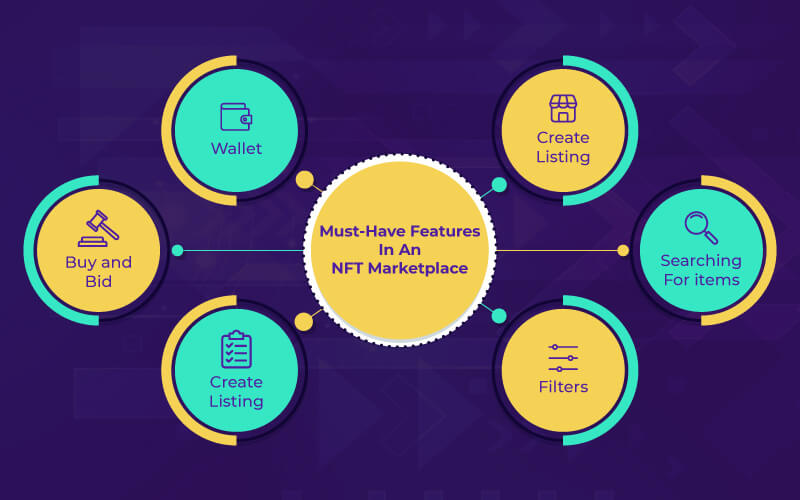 Wallet
Create
Listing
Buy and
Bid
Must-Have Features
In An
NFT Marketplace
Searching
For items
Create
Listing
Filters